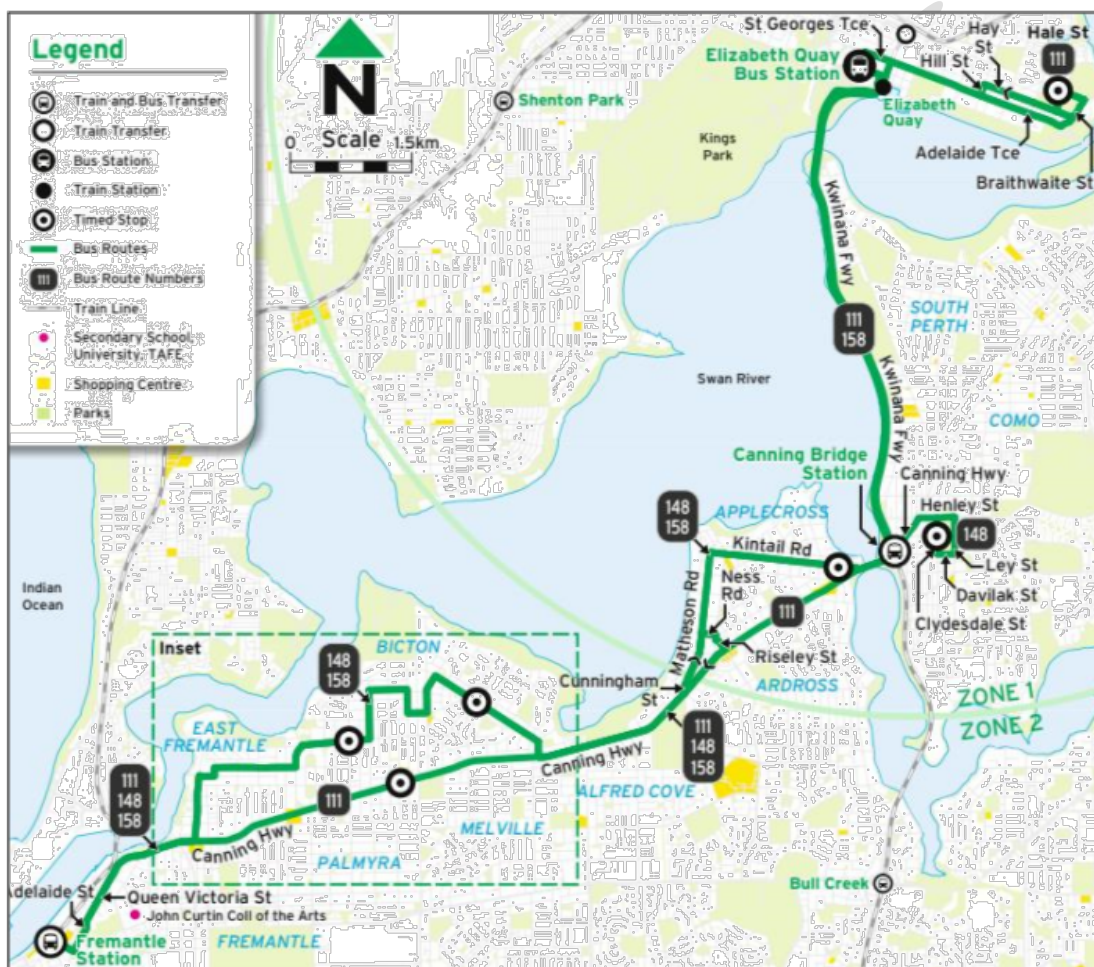 Legend
Train and Bus Transfer
Train Transfer
Bus Station
Train Station
Timed Stop
Bus Routes
111
Bus Route Numbers
Train Line
Secondary School,
University, TAFE
Shopping Centre
Parks
N
0 Scale 1.5km
Shenton Park
St Georges Tce
Hay
St
Hale St
Hill St
111
Elizabeth Quay
Bus Station
Elizabeth
Quay
Kings
Park
Adelaide Tce
Braithwaite St
Kwinana Fwy
SOUTH
PERTH
111
158
Swan River
Kwinana Fwy
COMO
Canning Bridge
Station
Canning Hwy
Henley St
148
148
158
APPLECROSS
Kintail Rd
Ley St
Davilak St
Clydesdale St
Matheson Rd
Ness
Rd
111
Riseley St
Indian
Ocean
Inset
BICTON
148
158
Cunningham
St
ARDROSS
ZONE 1
ZONE 2
EAST
FREMANTLE
111
148
158
Canning Hwy
111
148
158
111
ALFRED COVE
MELVILLE
Canning Hwy
PALMYRA
Bull Creek
Adelaide St
Queen Victoria St
John Curtin Coll of the Arts
Fremantle
Station
FREMANTLE